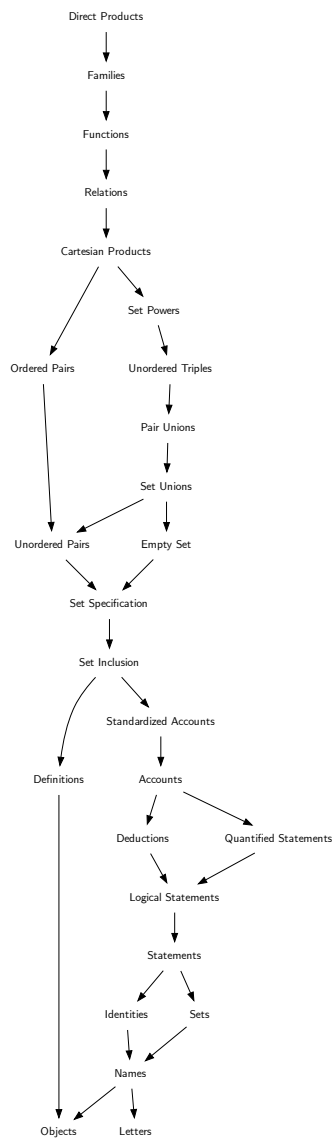 Direct Products
Families
Functions
Relations
Cartesian Products
Set Powers
Ordered Pairs
Unordered Triples
Pair Unions
Set Unions
Unordered Pairs
Empty Set
Set Specification
Set Inclusion
Standardized Accounts
Definitions
Accounts
Deductions
Quantified Statements
Logical Statements
Statements
Identities
Sets
Names
Objects
Letters